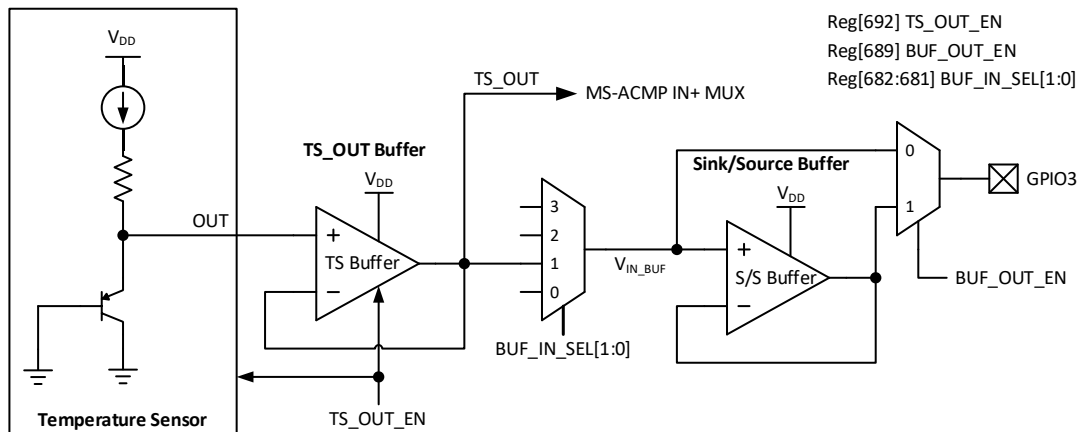 Reg[692] TS_OUT_EN
Reg[689] BUF_OUT_EN
Reg[682:681] BUF_IN_SEL[1:0]
VDD
TS_OUT
MS-ACMP IN+ MUX
TS_OUT Buffer
VDD
Sink/Source Buffer
VDD
0
1
GPIO3
OUT
+
TS Buffer
−
3
2
1
0
VIN_BUF
+
S/S Buffer
−
BUF_OUT_EN
BUF_IN_SEL[1:0]
Temperature Sensor
TS_OUT_EN